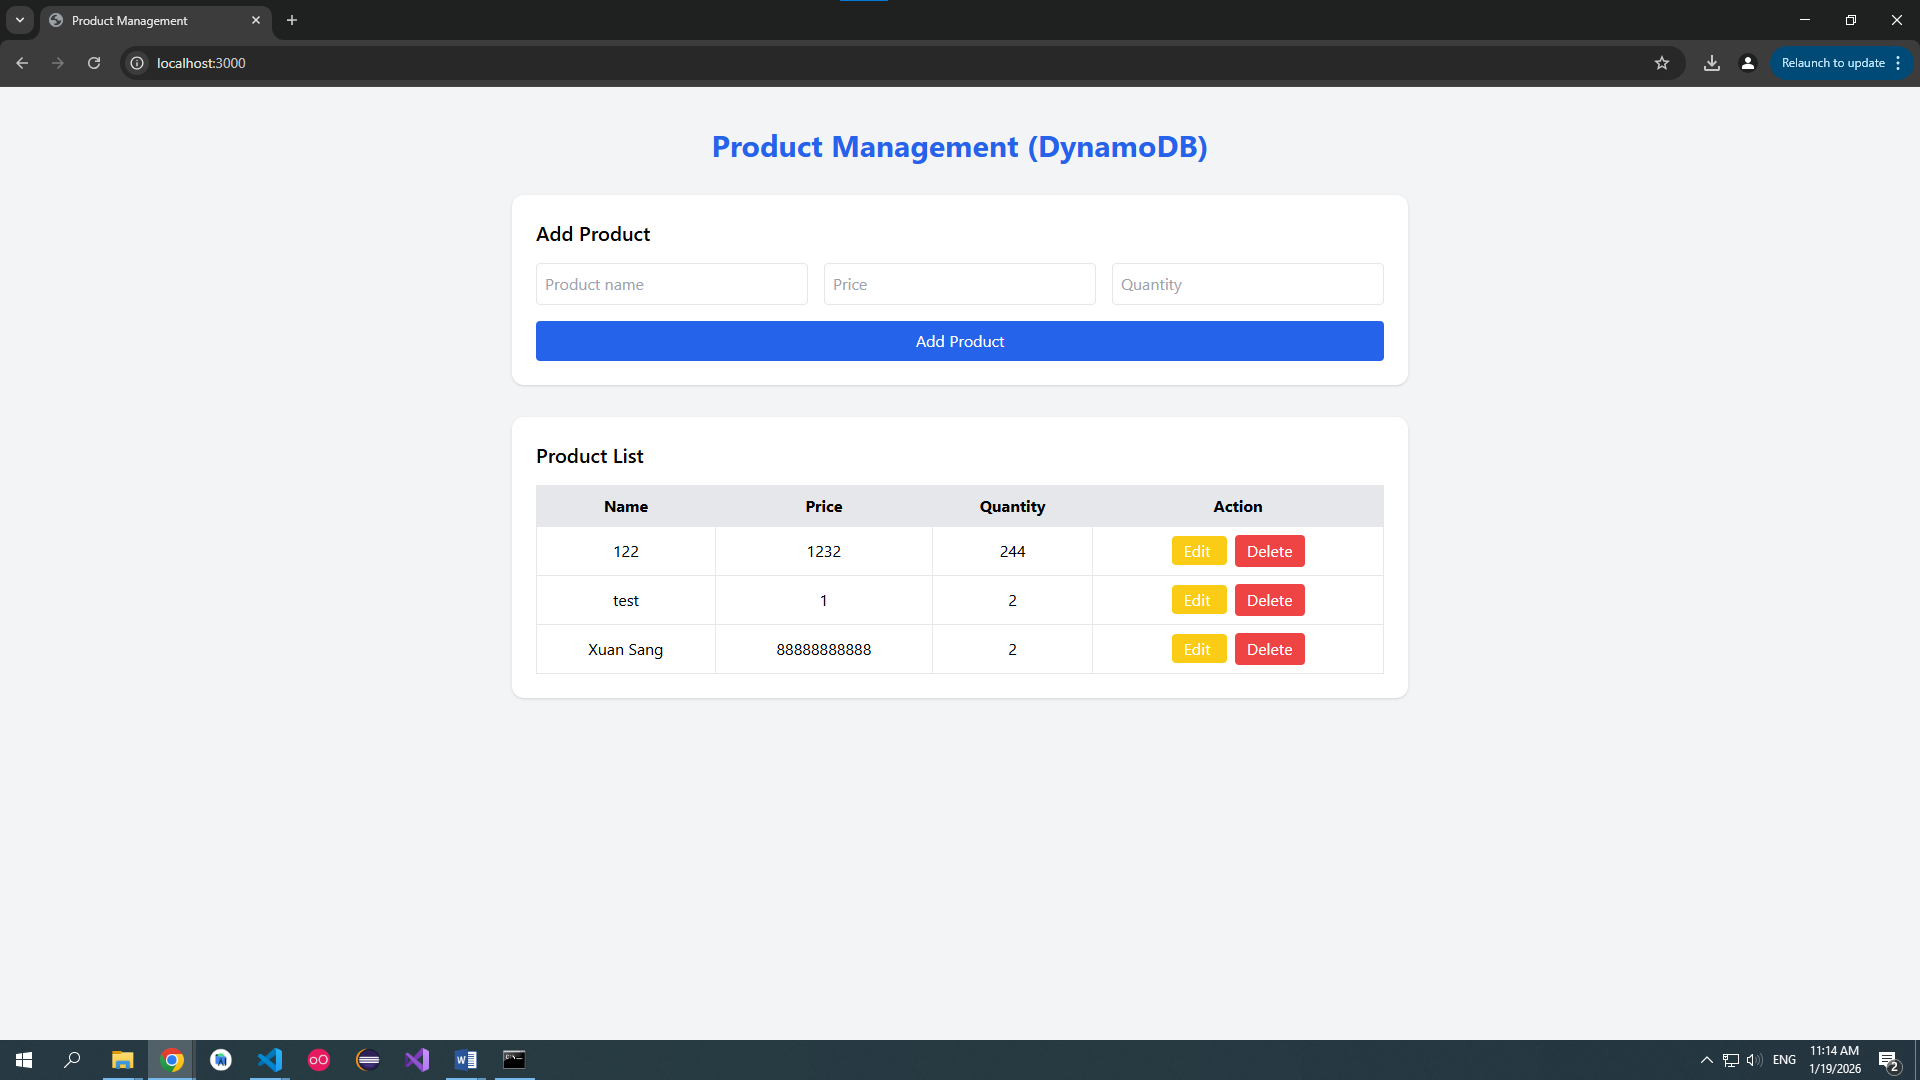 Product Management
localhost:3000
Relaunch to update
Product Management (DynamoDB)
Add Product
Product name Price Quantity
Add Product
Product List
Name Price Quantity Action
122 1232 244 Edit Delete
test 1 2 Edit Delete
Xuan Sang 88888888888 2 Edit Delete
ENG
11:14 AM
1/19/2026
2